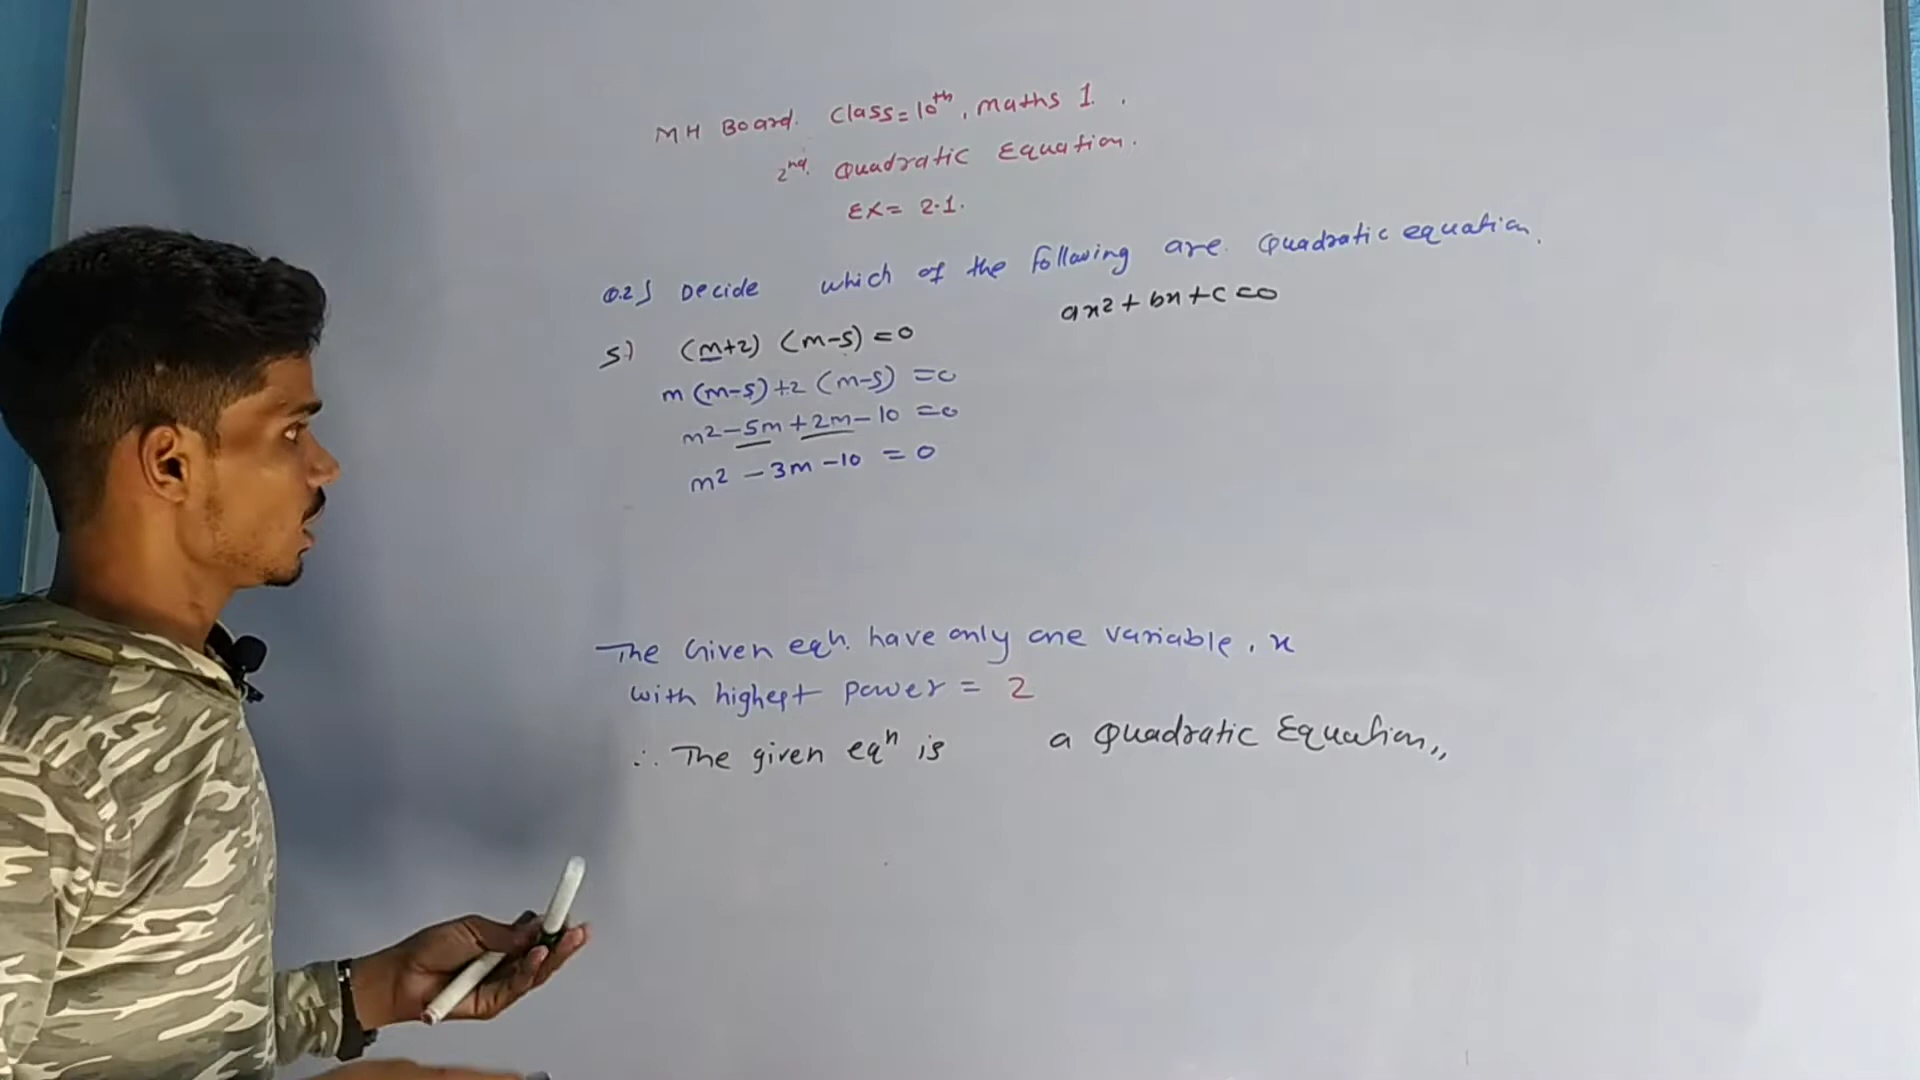 MH Board. Class=10th, maths 1.
2nd. Quadratic Equation.
EX= 2.1.
Q.2] Decide which of the following are Quadratic equation.
ax2+bx+c=0
5) (m+2) (m-5)=0
m(m-5)+2(m-5)=0
m2-5m+2m-10=0
m2-3m-10=0
The Given eqn. have only one variable, x
with highest power = 2
∴ The given eqn is a Quadratic Equation,,